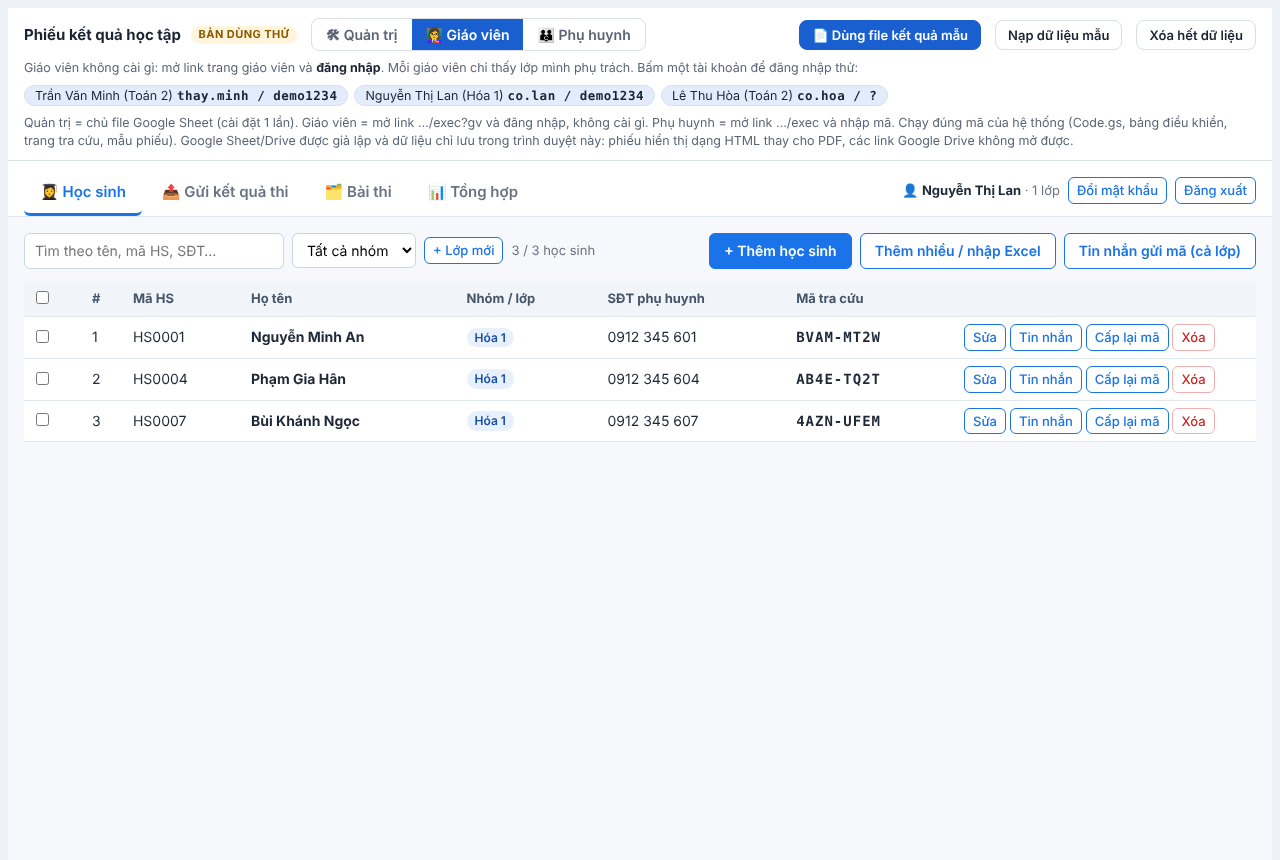 Phiếu kết quả học tập BẢN DÙNG THỬ 🛠 Quản trị 👩‍🏫 Giáo viên 👪 Phụ huynh 📄 Dùng file kết quả mẫu Nạp dữ liệu mẫu Xóa hết dữ liệu
Giáo viên không cài gì: mở link trang giáo viên và đăng nhập. Mỗi giáo viên chỉ thấy lớp mình phụ trách. Bấm một tài khoản để đăng nhập thử:
Trần Văn Minh (Toán 2) thay.minh / demo1234 Nguyễn Thị Lan (Hóa 1) co.lan / demo1234 Lê Thu Hòa (Toán 2) co.hoa / ?
Quản trị = chủ file Google Sheet (cài đặt 1 lần). Giáo viên = mở link .../exec?gv và đăng nhập, không cài gì. Phụ huynh = mở link .../exec và nhập mã. Chạy đúng mã của hệ thống (Code.gs, bảng điều khiển,
trang tra cứu, mẫu phiếu). Google Sheet/Drive được giả lập và dữ liệu chỉ lưu trong trình duyệt này: phiếu hiển thị dạng HTML thay cho PDF, các link Google Drive không mở được.
👩‍🎓 Học sinh 📤 Gửi kết quả thi 🗂️ Bài thi 📊 Tổng hợp 👤 Nguyễn Thị Lan · 1 lớp Đổi mật khẩu Đăng xuất
Tìm theo tên, mã HS, SĐT... Tất cả nhóm + Lớp mới 3 / 3 học sinh + Thêm học sinh Thêm nhiều / nhập Excel Tin nhắn gửi mã (cả lớp)
# Mã HS Họ tên Nhóm / lớp SĐT phụ huynh Mã tra cứu
1 HS0001 Nguyễn Minh An Hóa 1 0912 345 601 BVAM-MT2W Sửa Tin nhắn Cấp lại mã Xóa
2 HS0004 Phạm Gia Hân Hóa 1 0912 345 604 AB4E-TQ2T Sửa Tin nhắn Cấp lại mã Xóa
3 HS0007 Bùi Khánh Ngọc Hóa 1 0912 345 607 4AZN-UFEM Sửa Tin nhắn Cấp lại mã Xóa